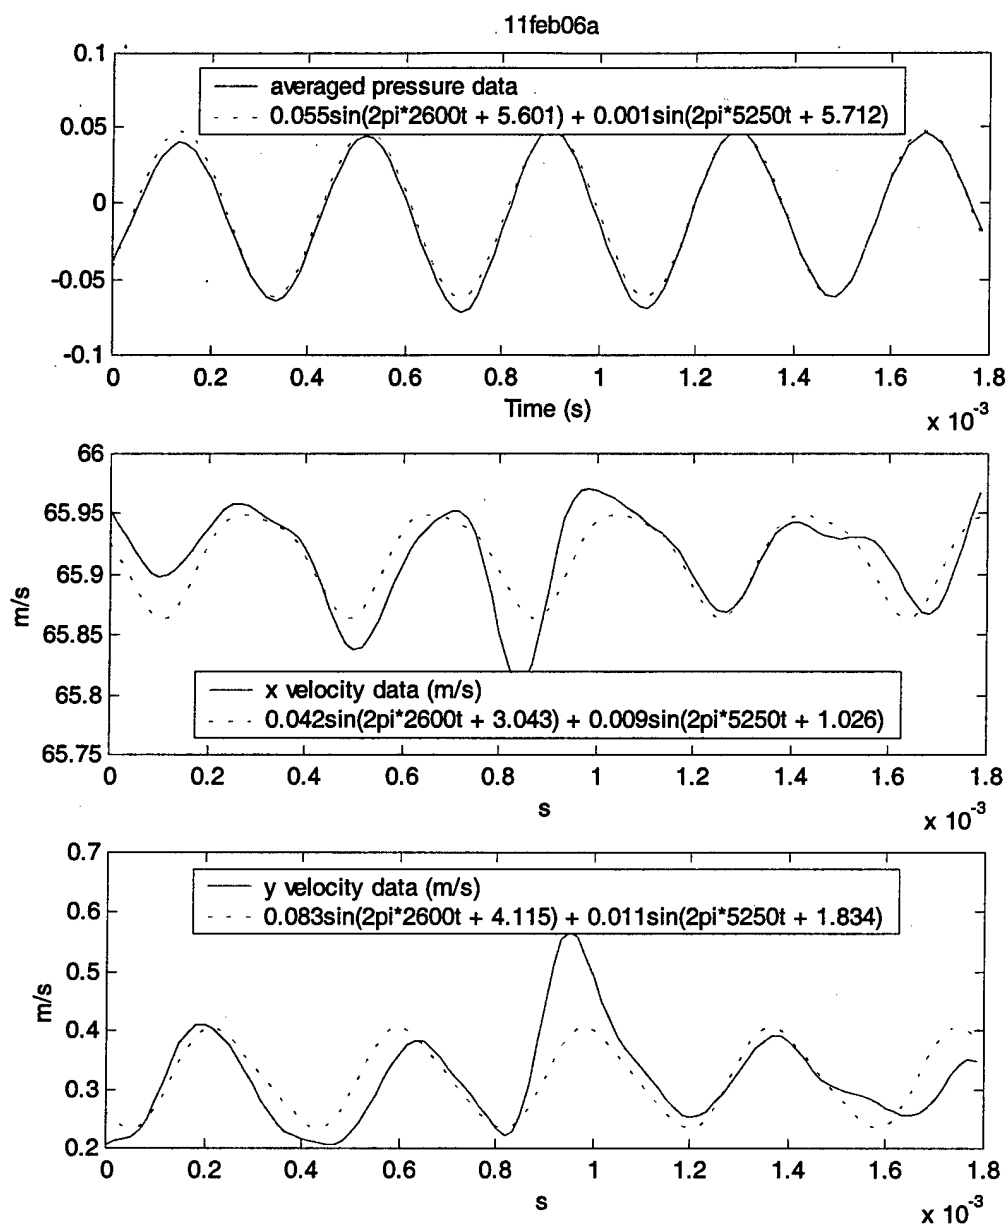 11feb06a
0.1
averaged pressure data
0.055sin(2pi*2600t + 5.601) + 0.001sin(2pi*5250t + 5.712)
0.05
0
-0.05
-0.1
0 0.2 0.4 0.6 0.8 1 1.2 1.4 1.6 1.8
Time (s)
x 10-3
66
65.95
65.9
65.85
65.8
65.75
m/s
x velocity data (m/s)
0.042sin(2pi*2600t + 3.043) + 0.009sin(2pi*5250t + 1.026)
0 0.2 0.4 0.6 0.8 1 1.2 1.4 1.6 1.8
s
x 10-3
0.7
y velocity data (m/s)
0.083sin(2pi*2600t + 4.115) + 0.011sin(2pi*5250t + 1.834)
0.6
0.5
0.4
0.3
0.2
m/s
0 0.2 0.4 0.6 0.8 1 1.2 1.4 1.6 1.8
s
x 10-3